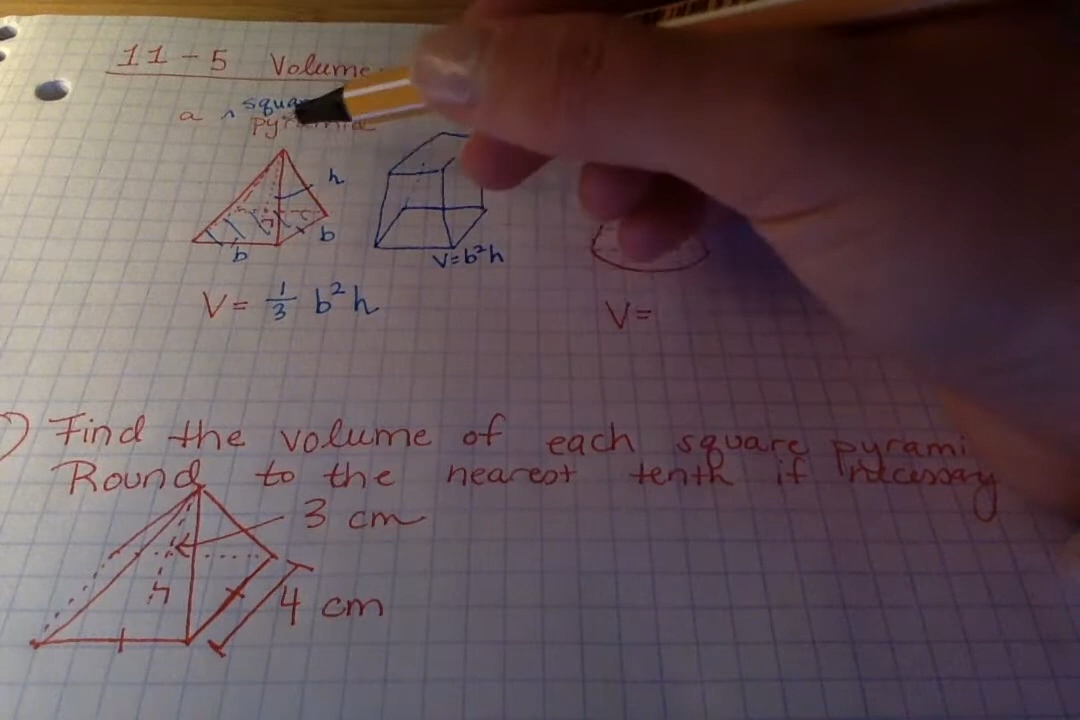 11-5 Volume
a
pyramid
h
b
b
V=b²h
V= 1/3 b²h
V=
) Find the volume of each square pyrami
Round to the nearest tenth if necessary
3 cm
4 cm